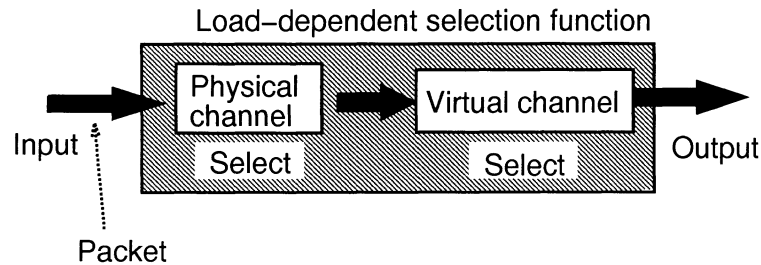 Load-dependent selection function
Physical
channel
Virtual channel
Input
Select
Select
Output
Packet